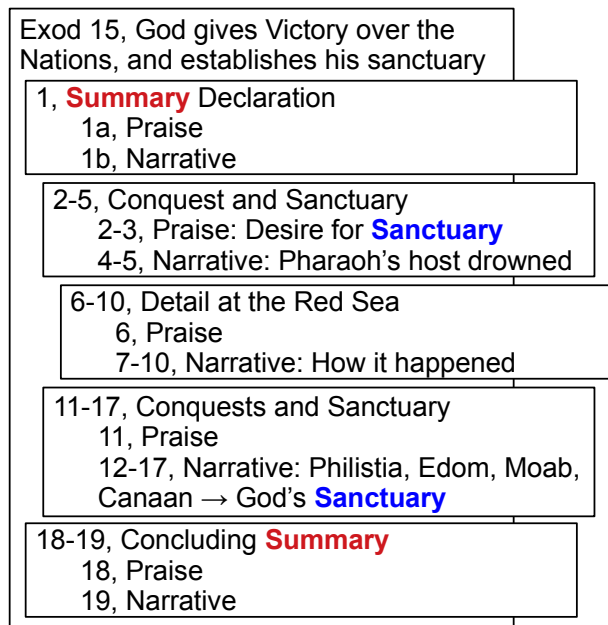 Exod 15, God gives Victory over the
Nations, and establishes his sanctuary
1, Summary Declaration
1a, Praise
1b, Narrative
2-5, Conquest and Sanctuary
2-3, Praise: Desire for Sanctuary
4-5, Narrative: Pharaoh’s host drowned
6-10, Detail at the Red Sea
6, Praise
7-10, Narrative: How it happened
11-17, Conquests and Sanctuary
11, Praise
12-17, Narrative: Philistia, Edom, Moab,
Canaan → God’s Sanctuary
18-19, Concluding Summary
18, Praise
19, Narrative